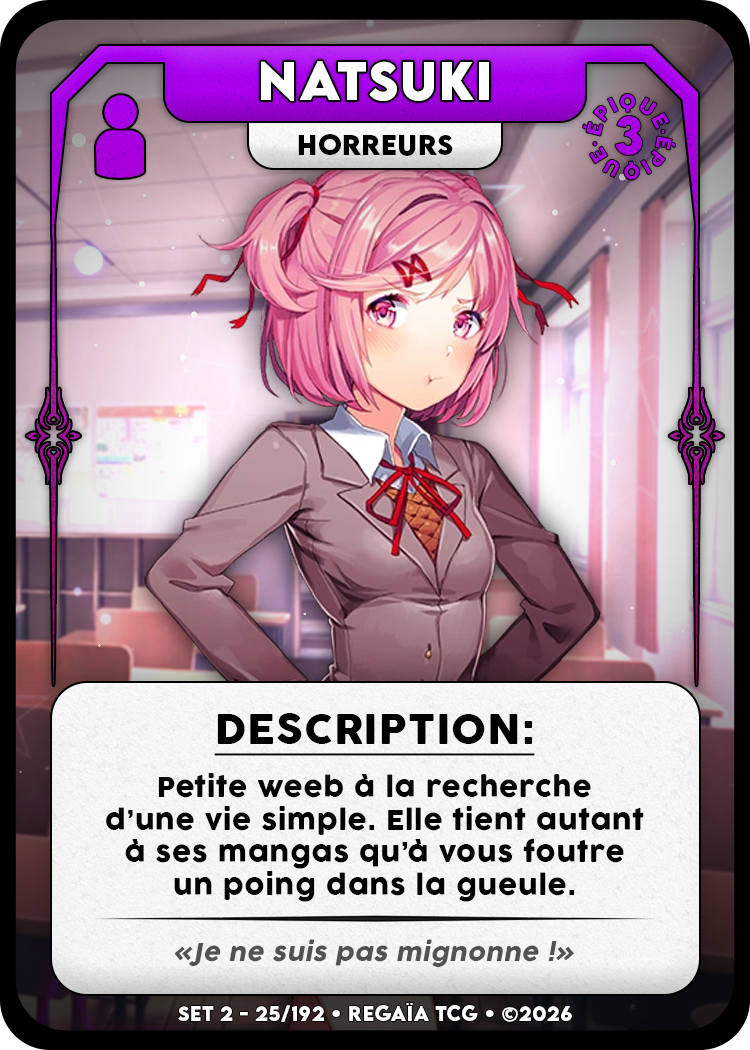 NATSUKI
HORREURS
ÉPIQUE · ÉPIQUE · ÉPIQUE ·
3
DESCRIPTION:
Petite weeb à la recherche
d’une vie simple. Elle tient autant
à ses mangas qu’à vous foutre
un poing dans la gueule.
«Je ne suis pas mignonne !»
SET 2 - 25/192 • REGAÏA TCG • ©2026